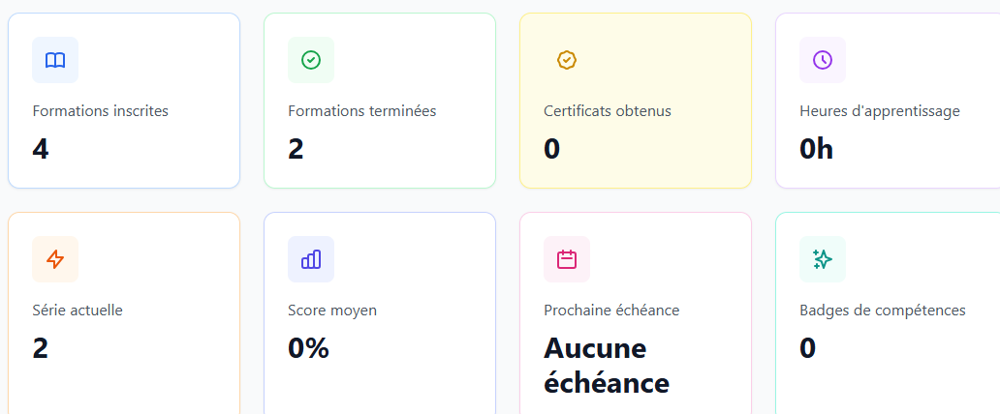 Formations inscrites
4
Formations terminées
2
Certificats obtenus
0
Heures d'apprentissage
0h
Série actuelle
2
Score moyen
0%
Prochaine échéance
Aucune
échéance
Badges de compétences
0